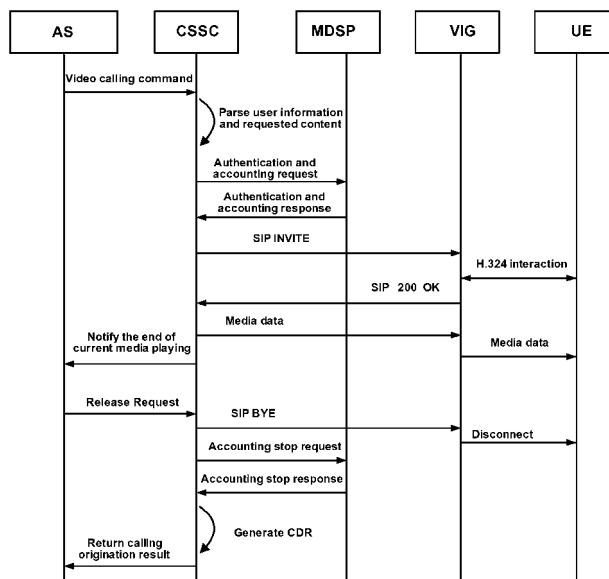 AS
CSSC
MDSP
VIG
UE
Video calling command
Parse user information
and requested content
Authentication and
accounting request
Authentication and
accounting response
SIP INVITE
H.324 interaction
SIP 200 OK
Media data
Notify the end of
current media playing
Media data
Release Request
SIP BYE
Disconnect
Accounting stop request
Accounting stop response
Generate CDR
Return calling
origination result